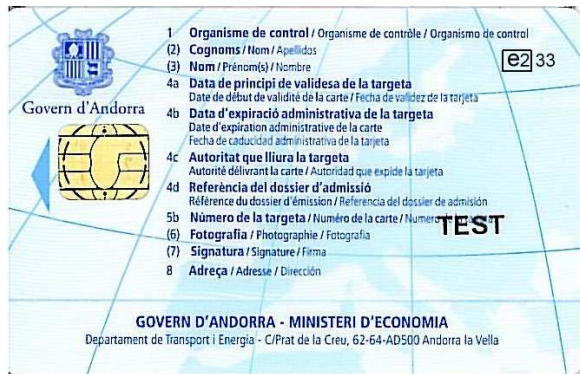 Govern d'Andorra
1 Organisme de control / Organisme de contrôle / Organismo de control
(2) Cognoms / Nom / Apellidos
(3) Nom / Prénom(s) / Nombre
e2 33
4a Data de principi de validesa de la targeta
Date de début de validité de la carte / Fecha de validez de la tarjeta
4b Data d'expiració administrativa de la targeta
Date d'expiration administrative de la carte
Fecha de caducidad administrativa de la tarjeta
4c Autoritat que lliura la targeta
Autorité délivrant la carte / Autoridad que expide la tarjeta
4d Referència del dossier d'admissió
Référence du dossier d'émission / Referencia del dossier de admisión
5b Número de la targeta / Numéro de la carte / Numero de la tarjeta
TEST
(6) Fotografia / Photographie / Fotografía
(7) Signatura / Signature / Firma
8 Adreça / Adresse / Dirección
GOVERN D'ANDORRA - MINISTERI D'ECONOMIA
Departament de Transport i Energia - C/Prat de la Creu, 62-64-AD500 Andorra la Vella